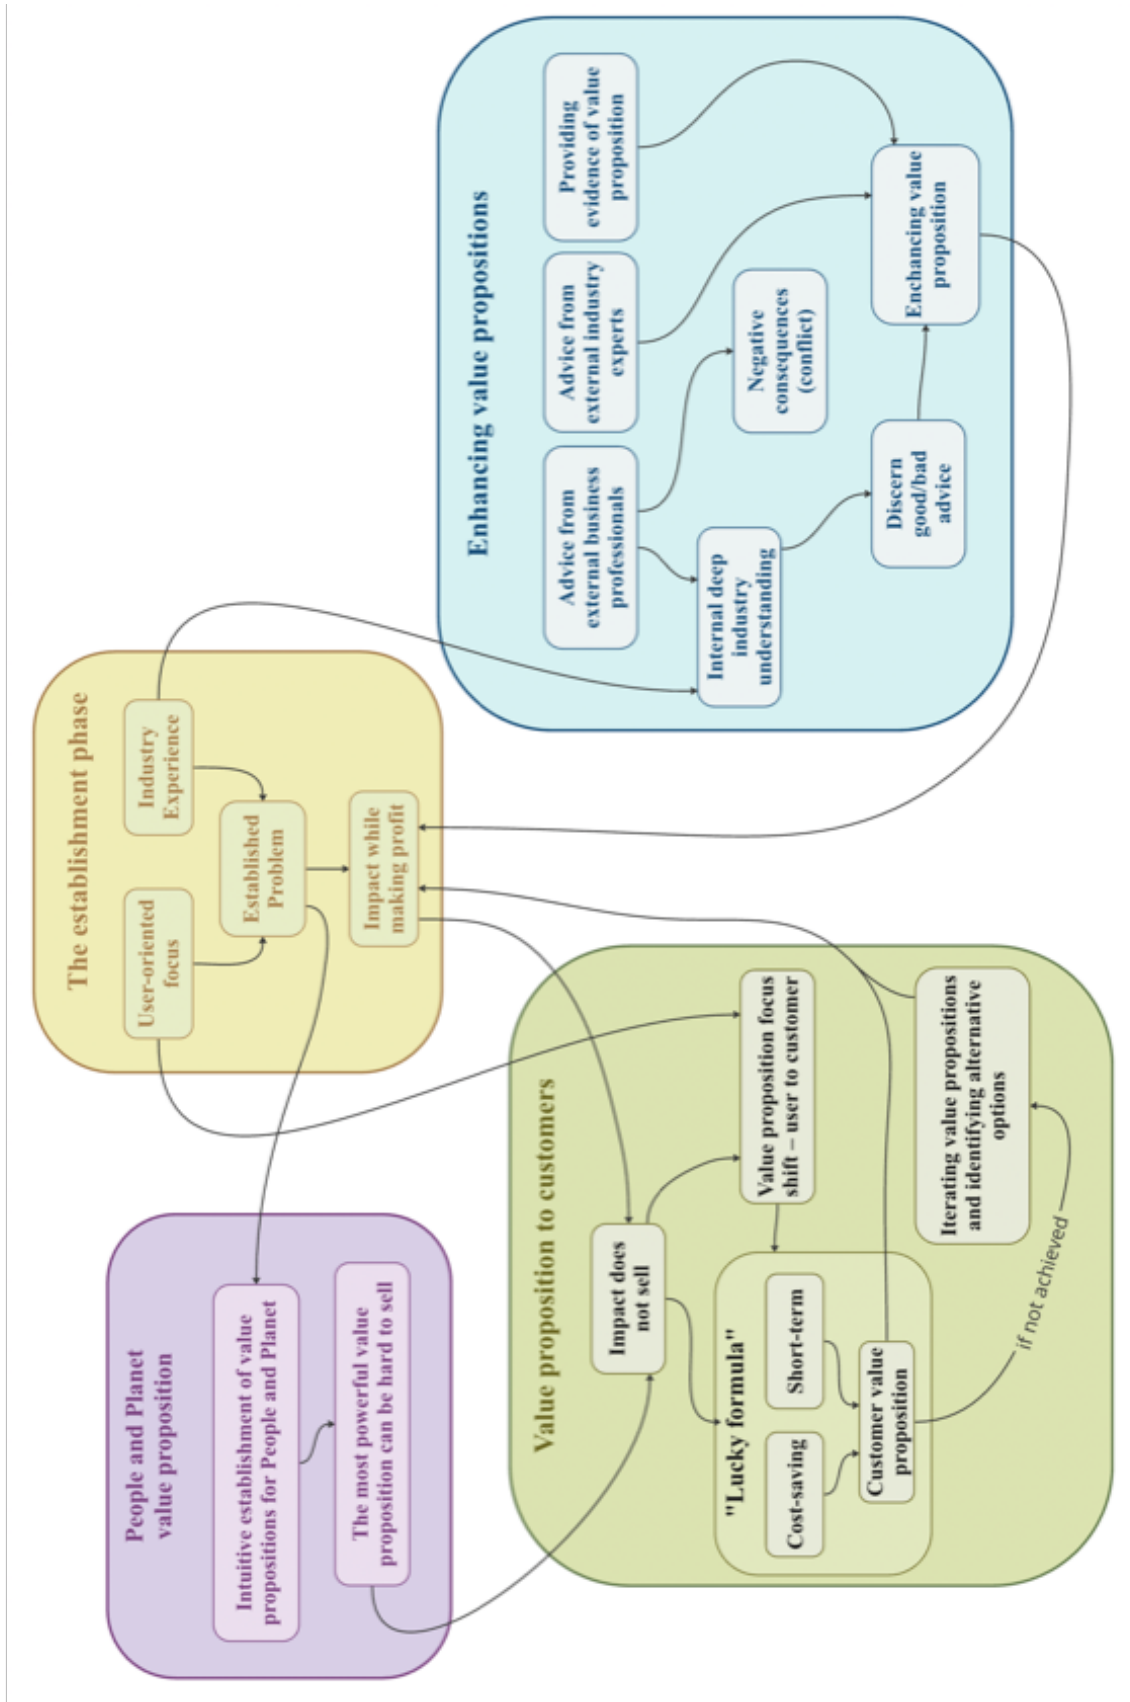 People and Planet
value proposition
Intuitive establishment of value
propositions for People and Planet
The most powerful value
proposition can be hard to sell
The establishment phase
User-oriented
focus
Industry
Experience
Established
Problem
Impact while
making profit
Value proposition to customers
Impact does
not sell
"Lucky formula"
Cost-saving
Short-term
Customer value
proposition
Value proposition focus
shift – user to customer
Iterating value propositions
and identifying alternative
options
if not achieved
Enhancing value propositions
Advice from
external business
professionals
Advice from
external industry
experts
Providing
evidence of value
proposition
Internal deep
industry
understanding
Negative
consequences
(conflict)
Discern
good/bad
advice
Enchancing value
proposition